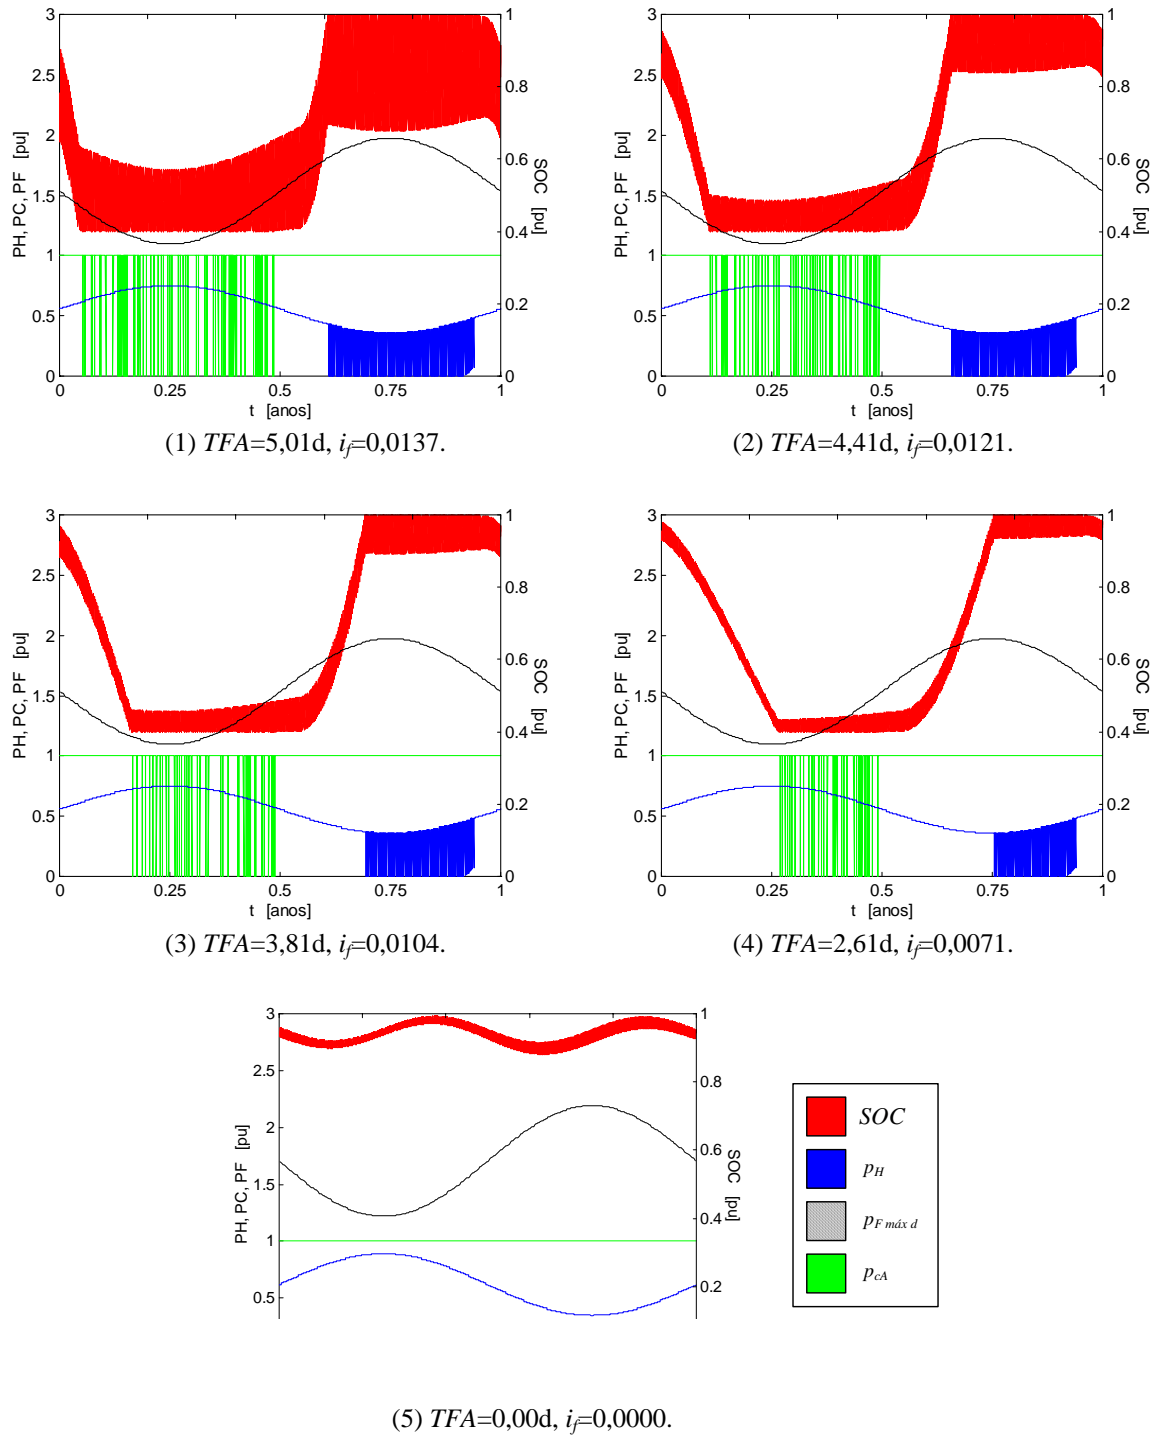 3
2.5
2
1.5
1
0.5
0
PH, PC, PF [pu]
1
0.8
0.6
0.4
0.2
0
SOC [pu]
0 0.25 0.5 0.75 1
t [anos]
(1) TFA=5,01d, if=0,0137.
3
2.5
2
1.5
1
0.5
0
PH, PC, PF [pu]
1
0.8
0.6
0.4
0.2
0
SOC [pu]
0 0.25 0.5 0.75 1
t [anos]
(2) TFA=4,41d, if=0,0121.
3
2.5
2
1.5
1
0.5
0
PH, PC, PF [pu]
1
0.8
0.6
0.4
0.2
0
SOC [pu]
0 0.25 0.5 0.75 1
t [anos]
(3) TFA=3,81d, if=0,0104.
3
2.5
2
1.5
1
0.5
0
PH, PC, PF [pu]
1
0.8
0.6
0.4
0.2
0
SOC [pu]
0 0.25 0.5 0.75 1
t [anos]
(4) TFA=2,61d, if=0,0071.
3
2.5
2
1.5
1
0.5
PH, PC, PF [pu]
1
0.8
0.6
0.4
0.2
SOC [pu]
SOC
pH
pF máx d
pcA
(5) TFA=0,00d, if=0,0000.